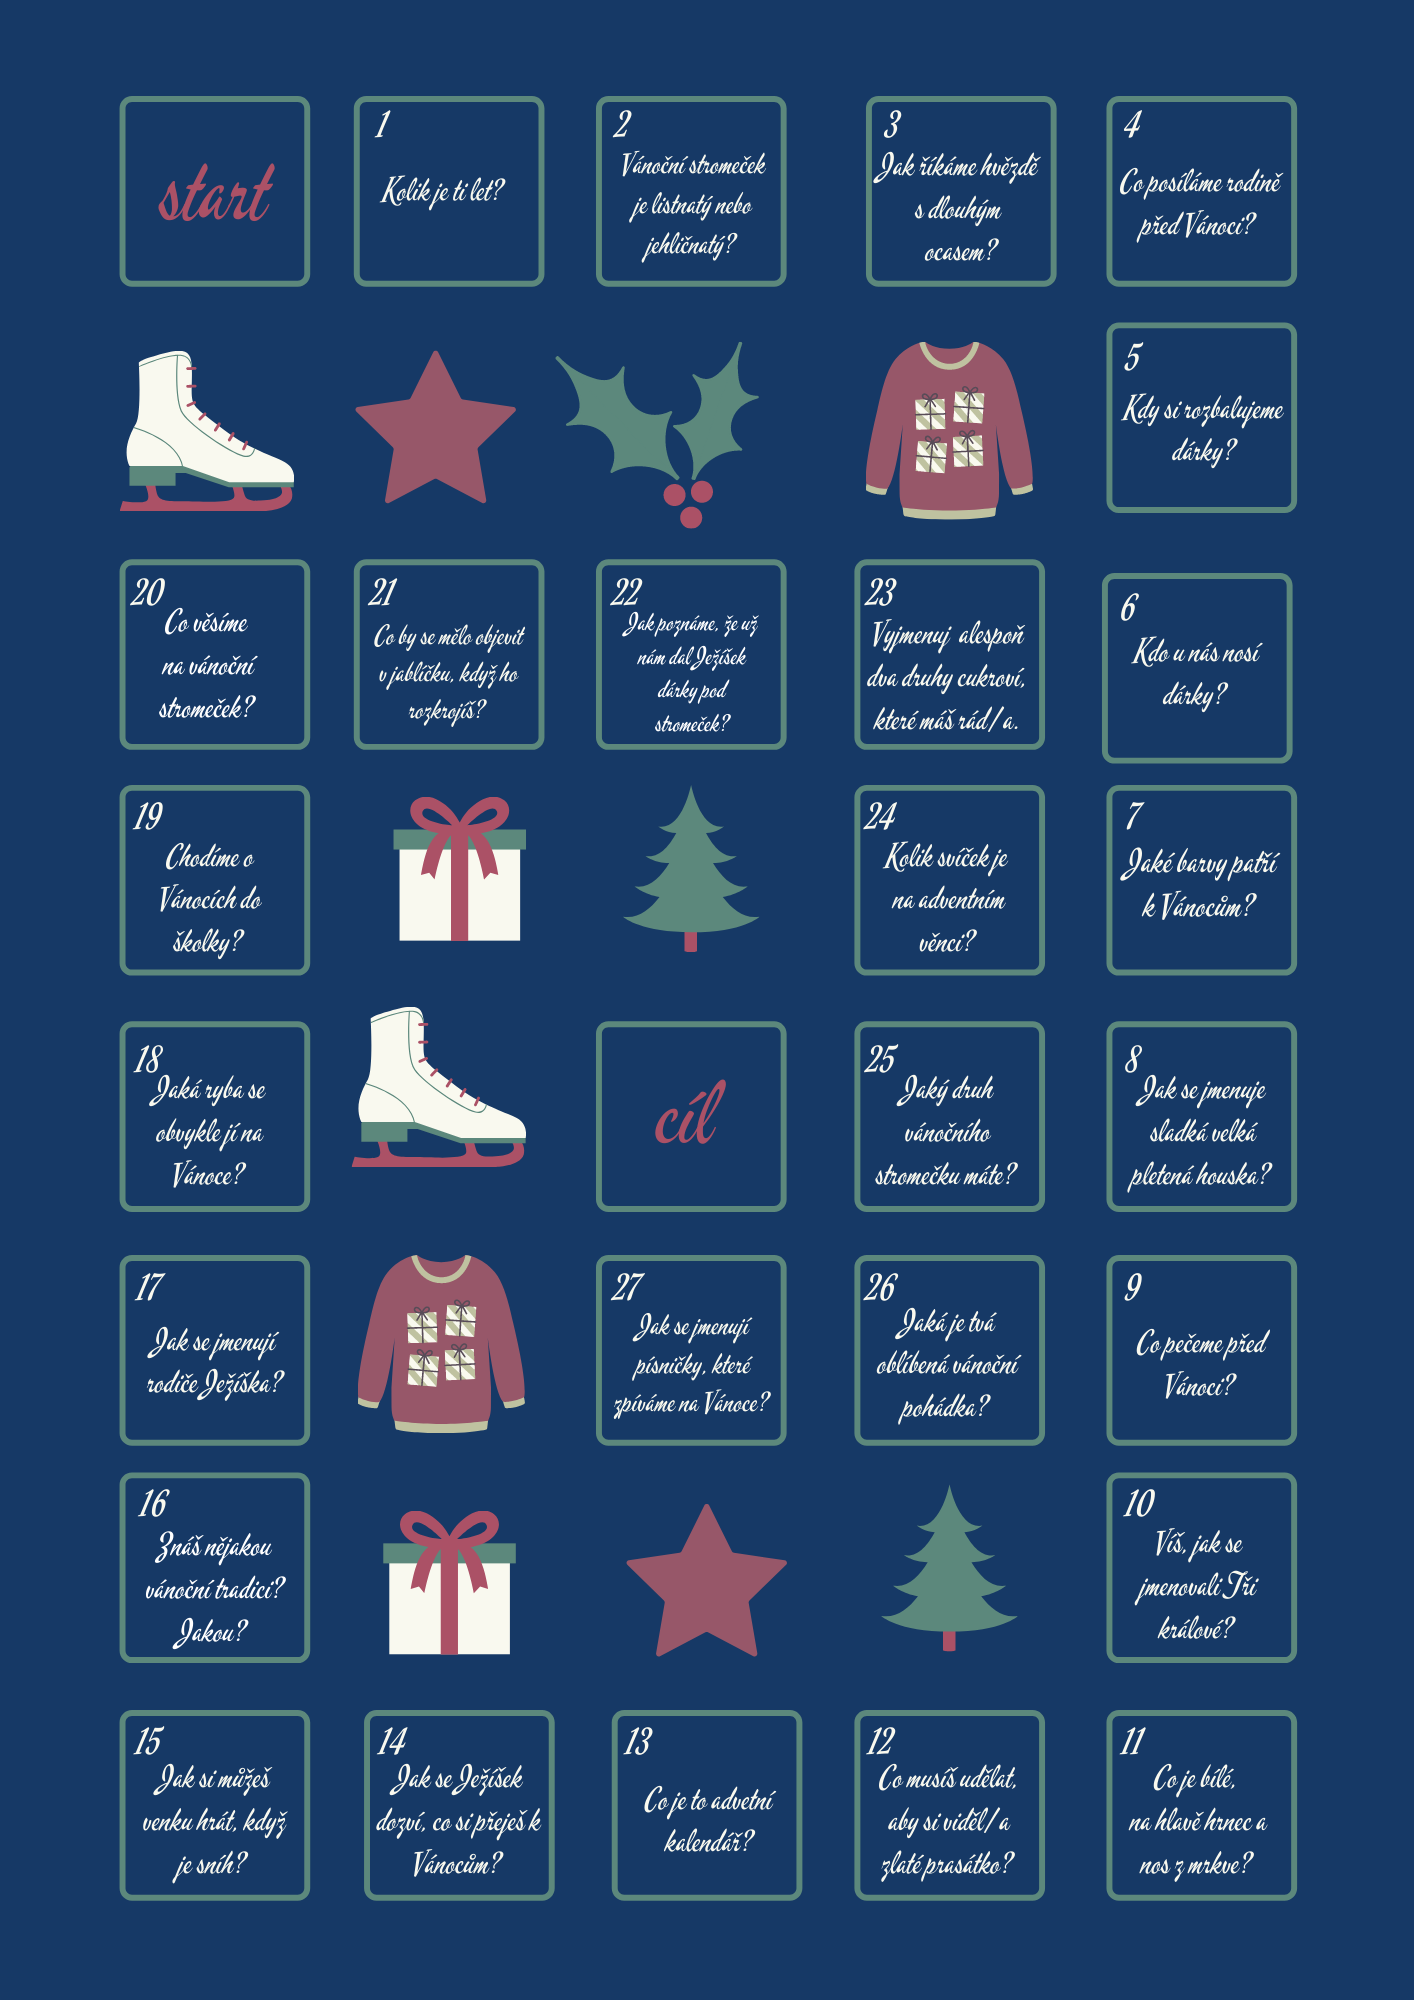 start
1
Kolik je ti let?
2
Vánoční stromeček
je listnatý nebo
jehličnatý?
3
Jak říkáme hvězdě
s dlouhým
ocasem?
4
Co posíláme rodině
před Vánoci?
5
Kdy si rozbalujeme
dárky?
20
Co věsíme
na vánoční
stromeček?
21
Co by se mělo objevit
v jablíčku, když ho
rozkrojíš?
22
Jak poznáme, že už
nám dal Ježíšek
dárky pod
stromeček?
23
Vyjmenuj alespoň
dva druhy cukroví,
které máš rád/a.
6
Kdo u nás nosí
dárky?
19
Chodíme o
Vánocích do
školky?
24
Kolik svíček je
na adventním
věnci?
7
Jaké barvy patří
k Vánocům?
18
Jaká ryba se
obvykle jí na
Vánoce?
cíl
25
Jaký druh
vánočního
stromečku máte?
8
Jak se jmenuje
sladká velká
pletená houska?
17
Jak se jmenují
rodiče Ježíška?
27
Jak se jmenují
písničky, které
zpíváme na Vánoce?
26
Jaká je tvá
oblíbená vánoční
pohádka?
9
Co pečeme před
Vánoci?
16
Znáš nějakou
vánoční tradici?
Jakou?
10
Víš, jak se
jmenovali Tři
králové?
15
Jak si můžeš
venku hrát, když
je sníh?
14
Jak se Ježíšek
dozví, co si přeješ k
Vánocům?
13
Co je to advetní
kalendář?
12
Co musíš udělat,
aby si viděl/a
zlaté prasátko?
11
Co je bílé,
na hlavě hrnec a
nos z mrkve?